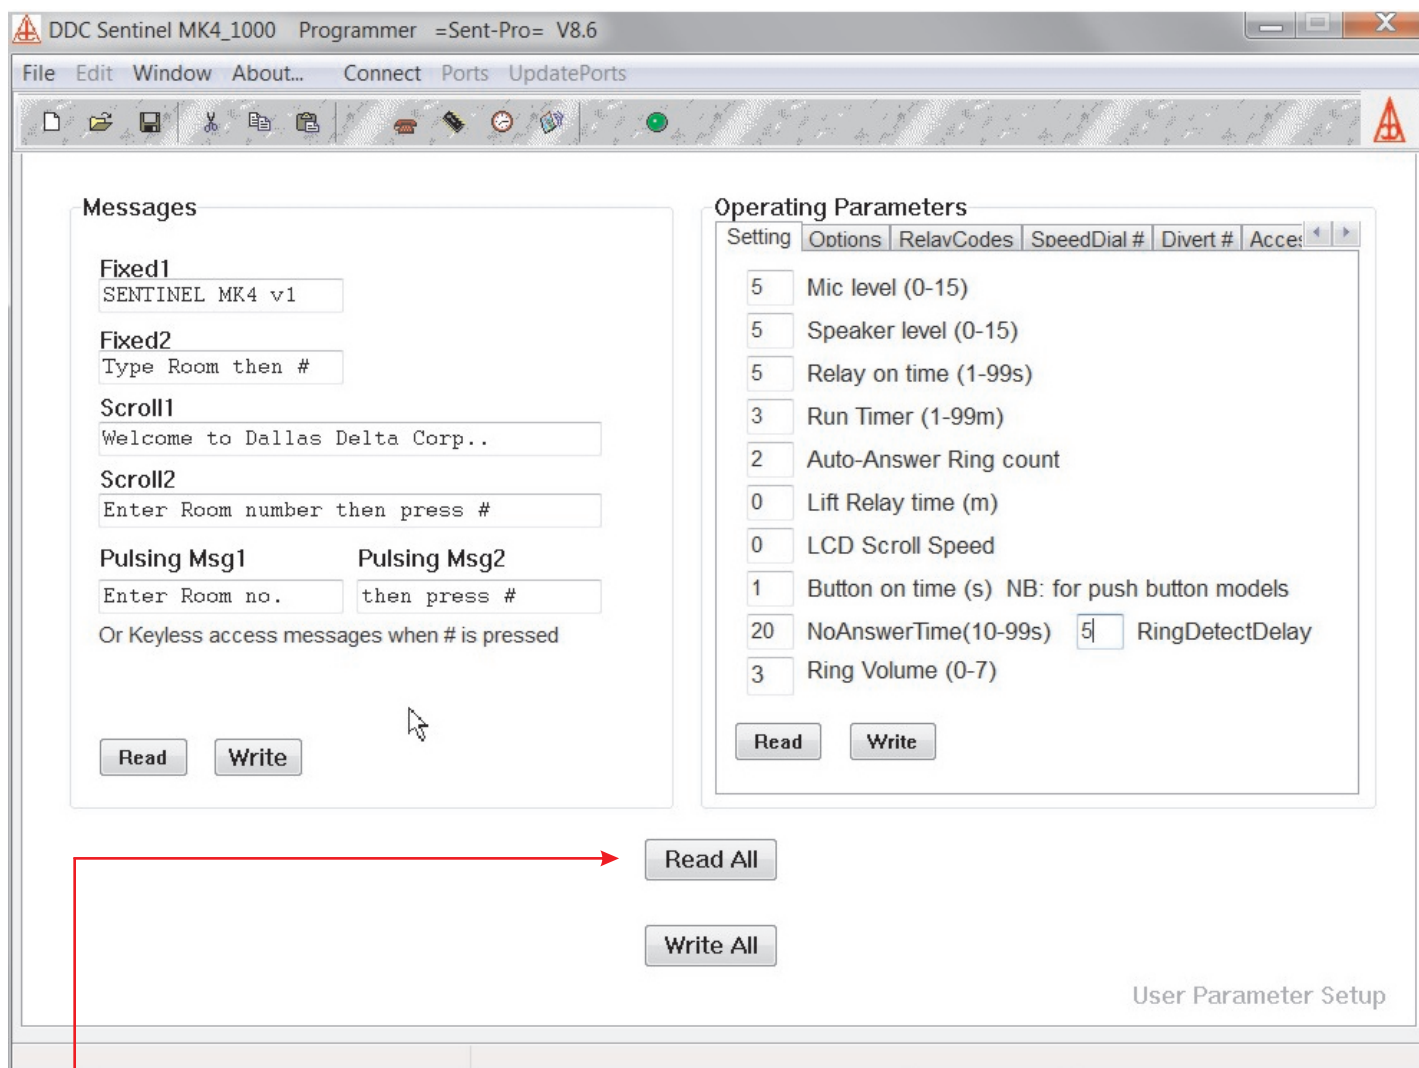 DDC Sentinel MK4_1000 Programmer =Sent-Pro= V8.6
File Edit Window About... Connect Ports UpdatePorts
Messages
Fixed1
SENTINEL MK4 v1
Fixed2
Type Room then #
Scroll1
Welcome to Dallas Delta Corp..
Scroll2
Enter Room number then press #
Pulsing Msg1 Pulsing Msg2
Enter Room no. then press #
Or Keyless access messages when # is pressed
Read Write
Operating Parameters
Setting Options RelayCodes SpeedDial # Divert # Acces
5 Mic level (0-15)
5 Speaker level (0-15)
5 Relay on time (1-99s)
3 Run Timer (1-99m)
2 Auto-Answer Ring count
0 Lift Relay time (m)
0 LCD Scroll Speed
1 Button on time (s) NB: for push button models
20 NoAnswerTime(10-99s) 5 RingDetectDelay
3 Ring Volume (0-7)
Read Write
Read All
Write All
User Parameter Setup